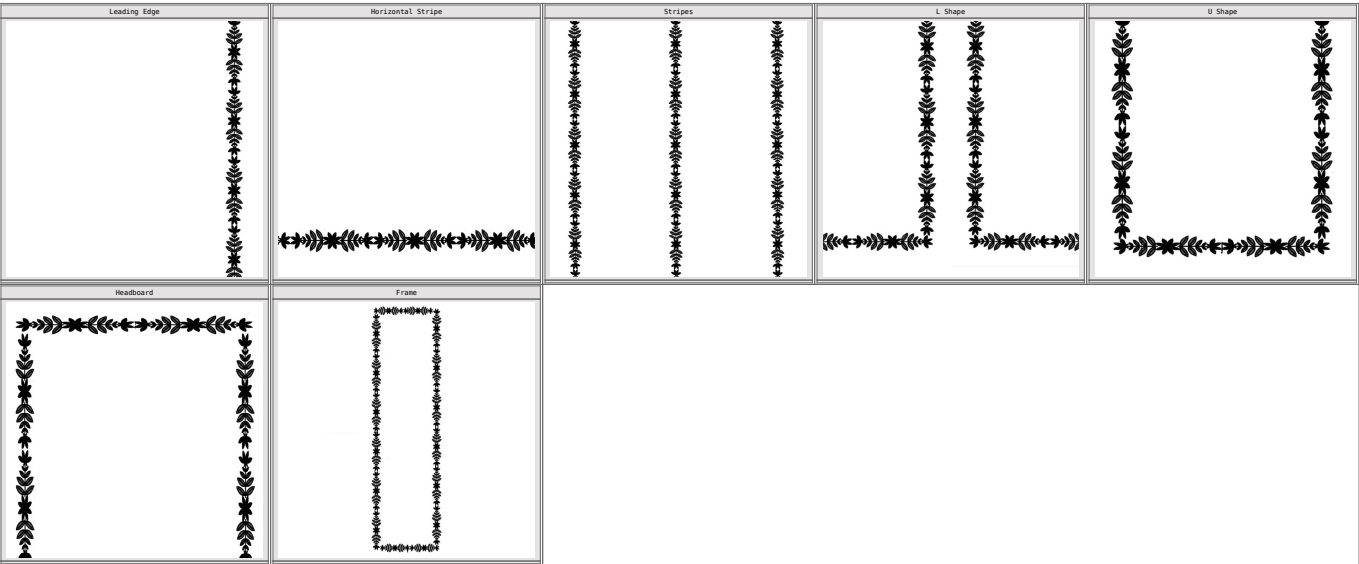 Leading Edge
Horizontal Stripe
Stripes
L Shape
U Shape
Headboard
Frame